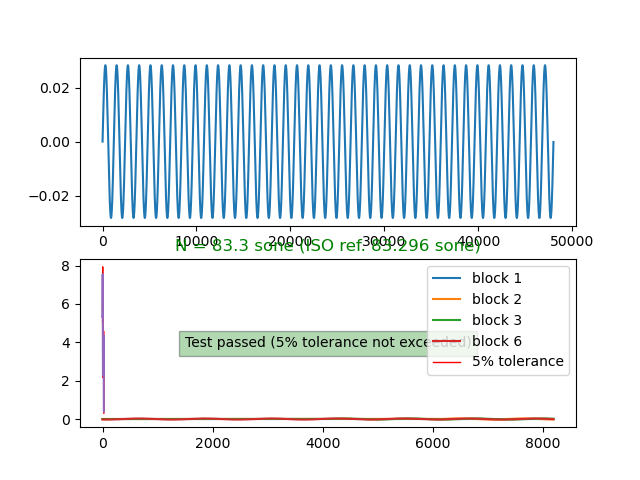 0.02
0.00
−0.02
0
10000
20000
30000
40000
50000
N = 83.3 sone (ISO ref. 83.296 sone)
8
6
4
2
0
block 1
block 2
block 3
block 6
5% tolerance
Test passed (5% tolerance not exceeded)
0
2000
4000
6000
8000